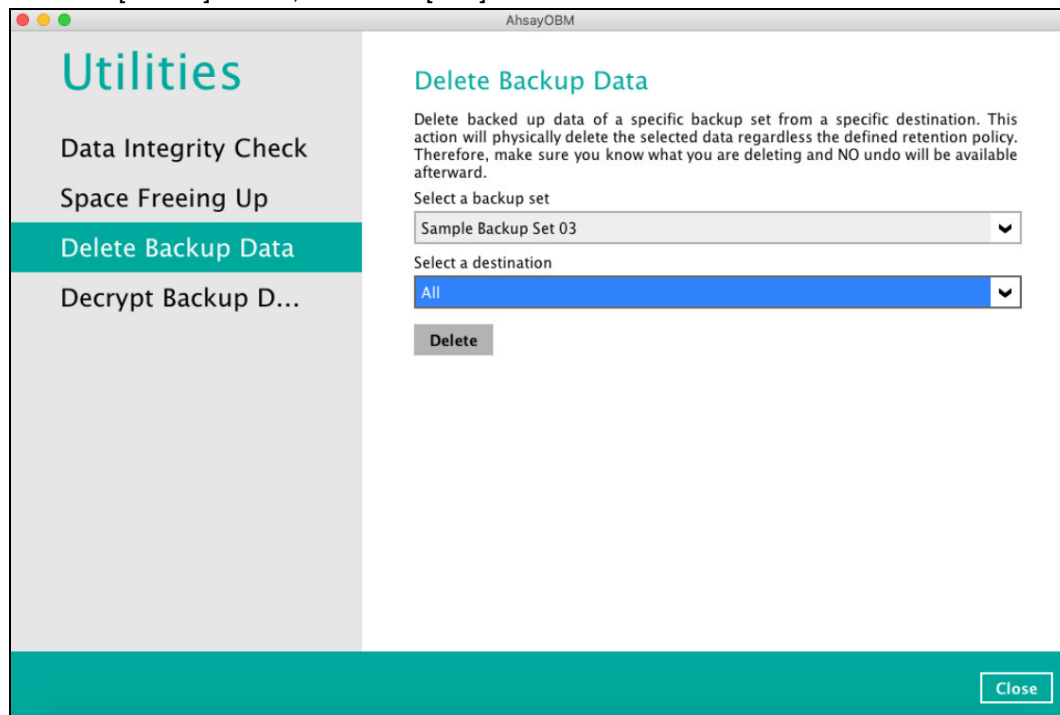 AhsayOBM
Utilities
Data Integrity Check
Space Freeing Up
Delete Backup Data
Decrypt Backup D...
Delete Backup Data
Delete backed up data of a specific backup set from a specific destination. This
action will physically delete the selected data regardless the defined retention policy.
Therefore, make sure you know what you are deleting and NO undo will be available
afterward.
Select a backup set
Sample Backup Set 03
Select a destination
All
Delete
Close